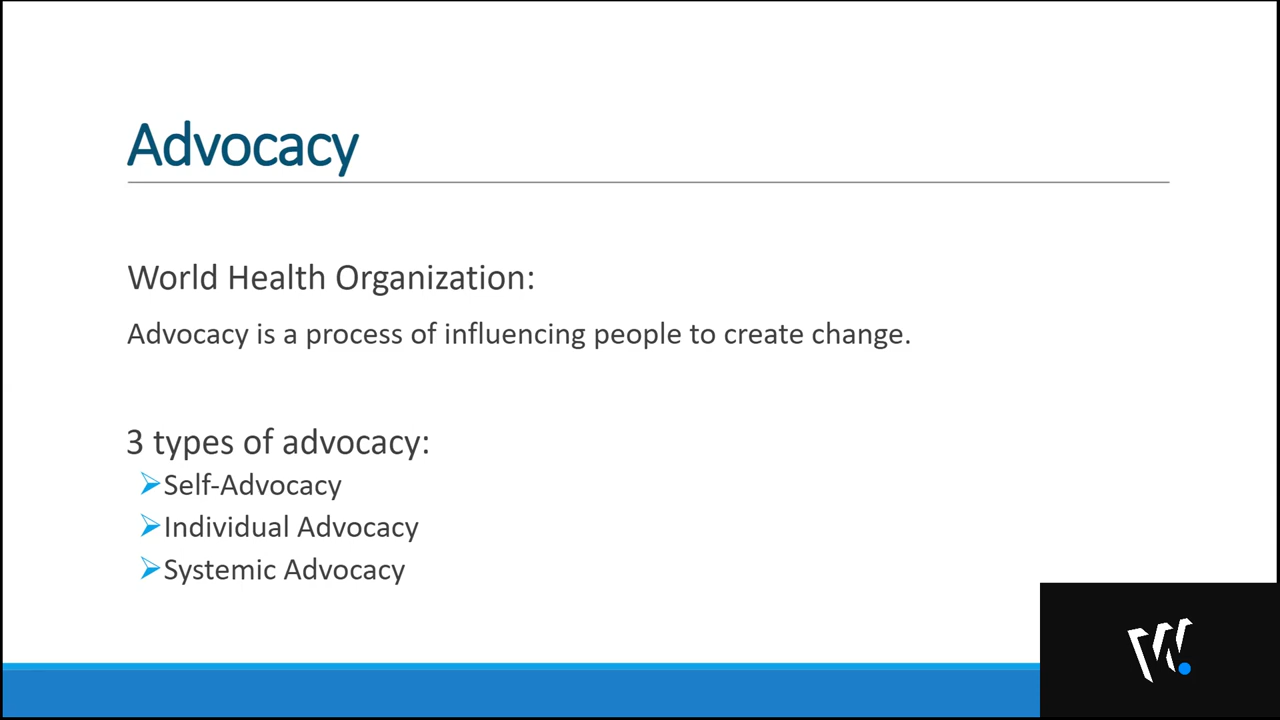 Advocacy
World Health Organization:
Advocacy is a process of influencing people to create change.
3 types of advocacy:
Self-Advocacy
Individual Advocacy
Systemic Advocacy
W.